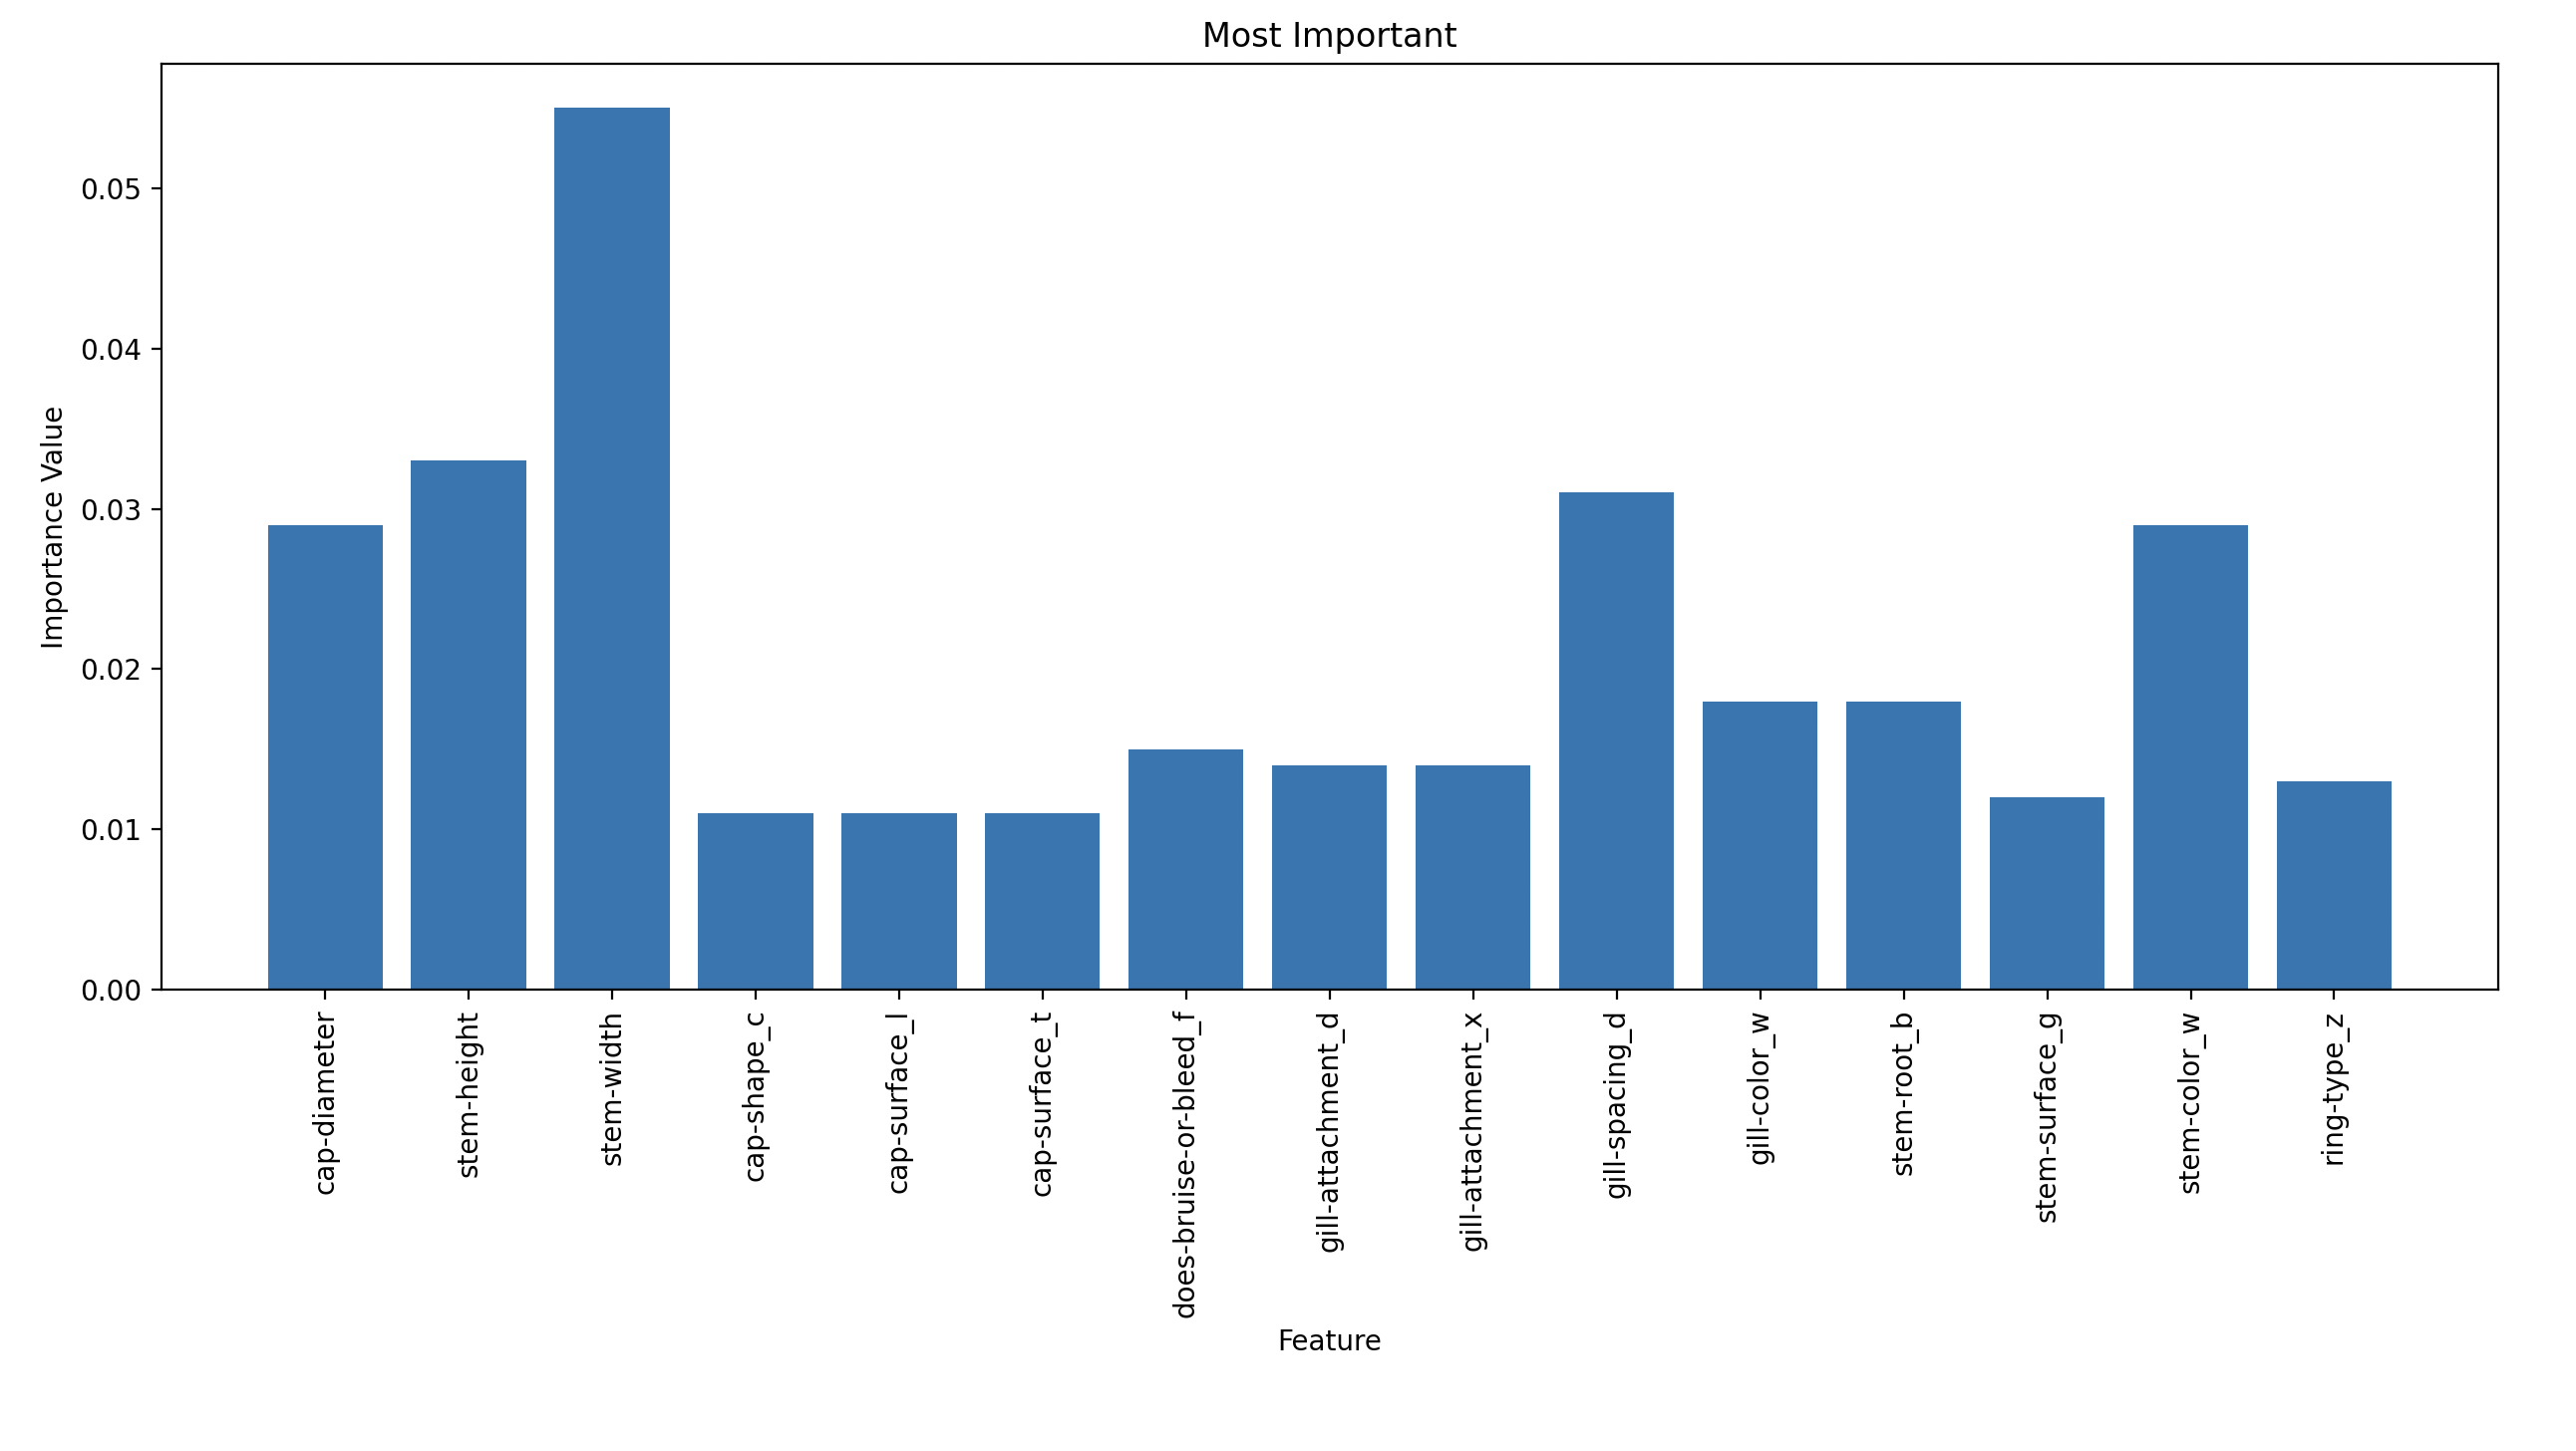 Most Important
Importance Value
0.05
0.04
0.03
0.02
0.01
0.00
cap-diameter
stem-height
stem-width
cap-shape_c
cap-surface_l
cap-surface_t
does-bruise-or-bleed_f
gill-attachment_d
gill-attachment_x
gill-spacing_d
gill-color_w
stem-root_b
stem-surface_g
stem-color_w
ring-type_z
Feature